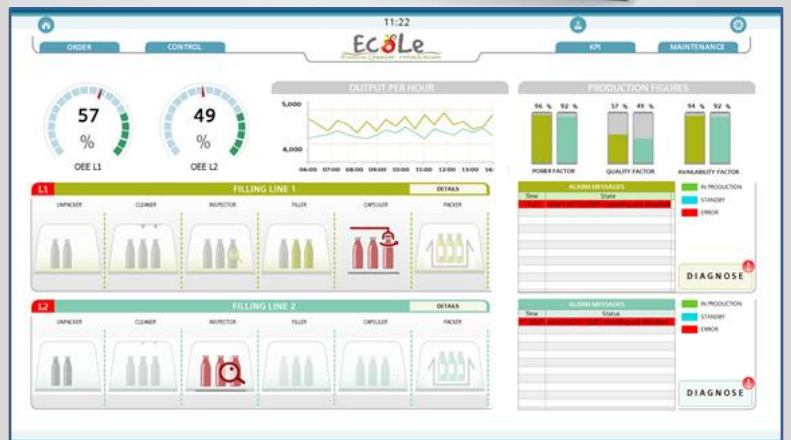 11:22
ORDER
CONTROL
EcoLe
KPI
MAINTENANCE
57
%
OEE L1
49
%
OEE L2
OUTPUT PER HOUR
5,000
4,000
06:00 07:00 08:00 09:00 10:00 11:00 12:00 13:00 14:
PRODUCTION FIGURES
96 % 92 %
57 % 49 %
94 % 92 %
POWER FACTOR
QUALITY FACTOR
AVAILABILITY FACTOR
L1
FILLING LINE 1
DETAILS
UNPACKER
CLEANER
INSPECTOR
FILLER
CAPSULER
PACKER
ALARM MESSAGES
Time
State
IN PRODUCTION
STANDBY
ERROR
DIAGNOSE
L2
FILLING LINE 2
DETAILS
UNPACKER
CLEANER
INSPECTOR
FILLER
CAPSULER
PACKER
ALARM MESSAGES
Time
Status
IN PRODUCTION
STANDBY
ERROR
DIAGNOSE